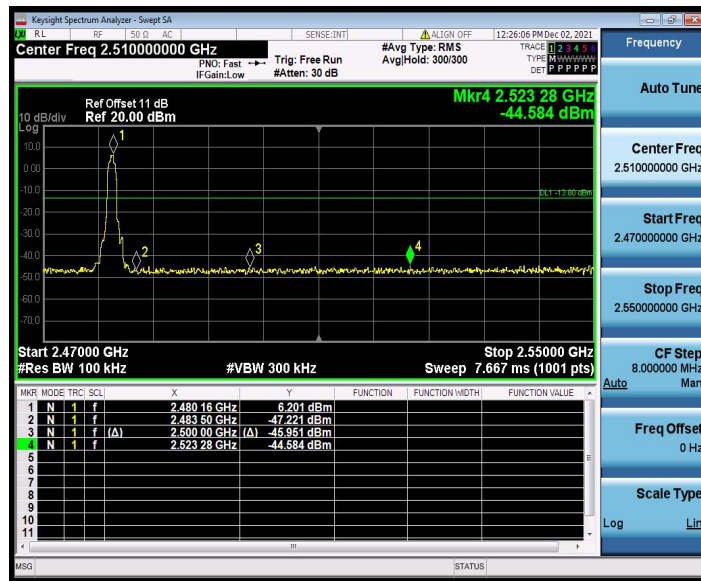 Keysight Spectrum Analyzer - Swept SA
LXI RL RF 50 Ω AC SENSE:INT ALIGN OFF 12:26:06 PM Dec 02, 2021
Center Freq 2.510000000 GHz
PNO: Fast
IFGain:Low
Trig: Free Run
#Atten: 30 dB
#Avg Type: RMS
Avg|Hold: 300/300
TRACE 1 2 3 4 5 6
TYPE M W W W W W
DET P P P P P P
Ref Offset 11 dB
10 dB/div Ref 20.00 dBm
Log
Mkr4 2.523 28 GHz
-44.584 dBm
10.0
0.00
-10.0
-20.0
-30.0
-40.0
-50.0
-60.0
-70.0
1
2
3
4
DL1 -13.80 dBm
Start 2.47000 GHz Stop 2.55000 GHz
#Res BW 100 kHz #VBW 300 kHz Sweep 7.667 ms (1001 pts)
MKR MODE TRC SCL X Y FUNCTION FUNCTION WIDTH FUNCTION VALUE
1 N 1 f 2.480 16 GHz 6.201 dBm
2 N 1 f 2.483 50 GHz -47.221 dBm
3 N 1 f (Δ) 2.500 00 GHz (Δ) -45.951 dBm
4 N 1 f 2.523 28 GHz -44.584 dBm
5
6
7
8
9
10
11
MSG STATUS
Frequency
Auto Tune
Center Freq
2.510000000 GHz
Start Freq
2.470000000 GHz
Stop Freq
2.550000000 GHz
CF Step
8.000000 MHz
Auto Man
Freq Offset
0 Hz
Scale Type
Log Lin